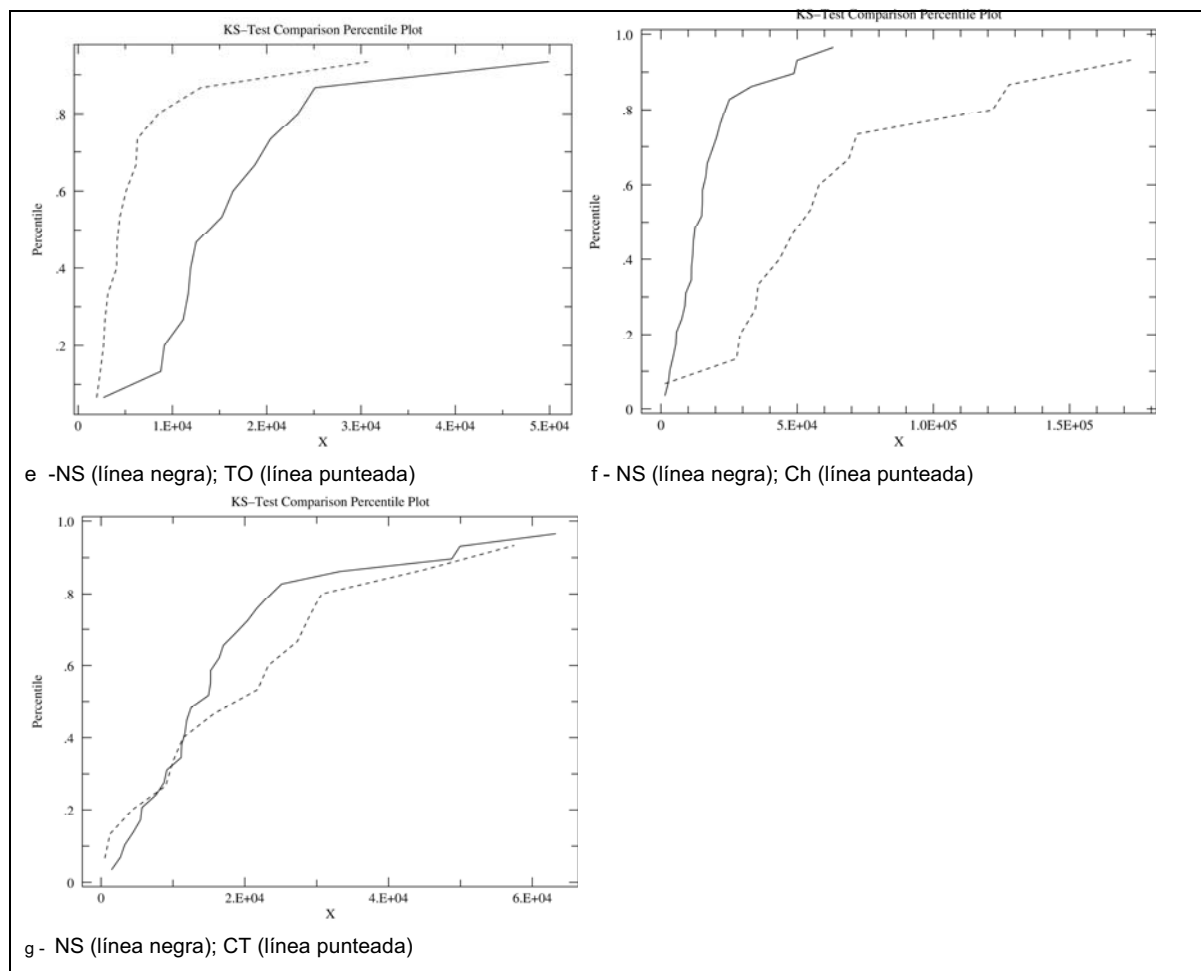 KS–Test Comparison Percentile Plot
Percentile
.8
.6
.4
.2
0
1.E+04
2.E+04
3.E+04
4.E+04
5.E+04
X
e -NS (línea negra); TO (línea punteada)
KS–Test Comparison Percentile Plot
Percentile
1.0
.8
.6
.4
.2
0
0
5.E+04
1.0E+05
1.5E+05
X
f - NS (línea negra); Ch (línea punteada)
KS–Test Comparison Percentile Plot
Percentile
1.0
.8
.6
.4
.2
0
0
2.E+04
4.E+04
6.E+04
X
g - NS (línea negra); CT (línea punteada)